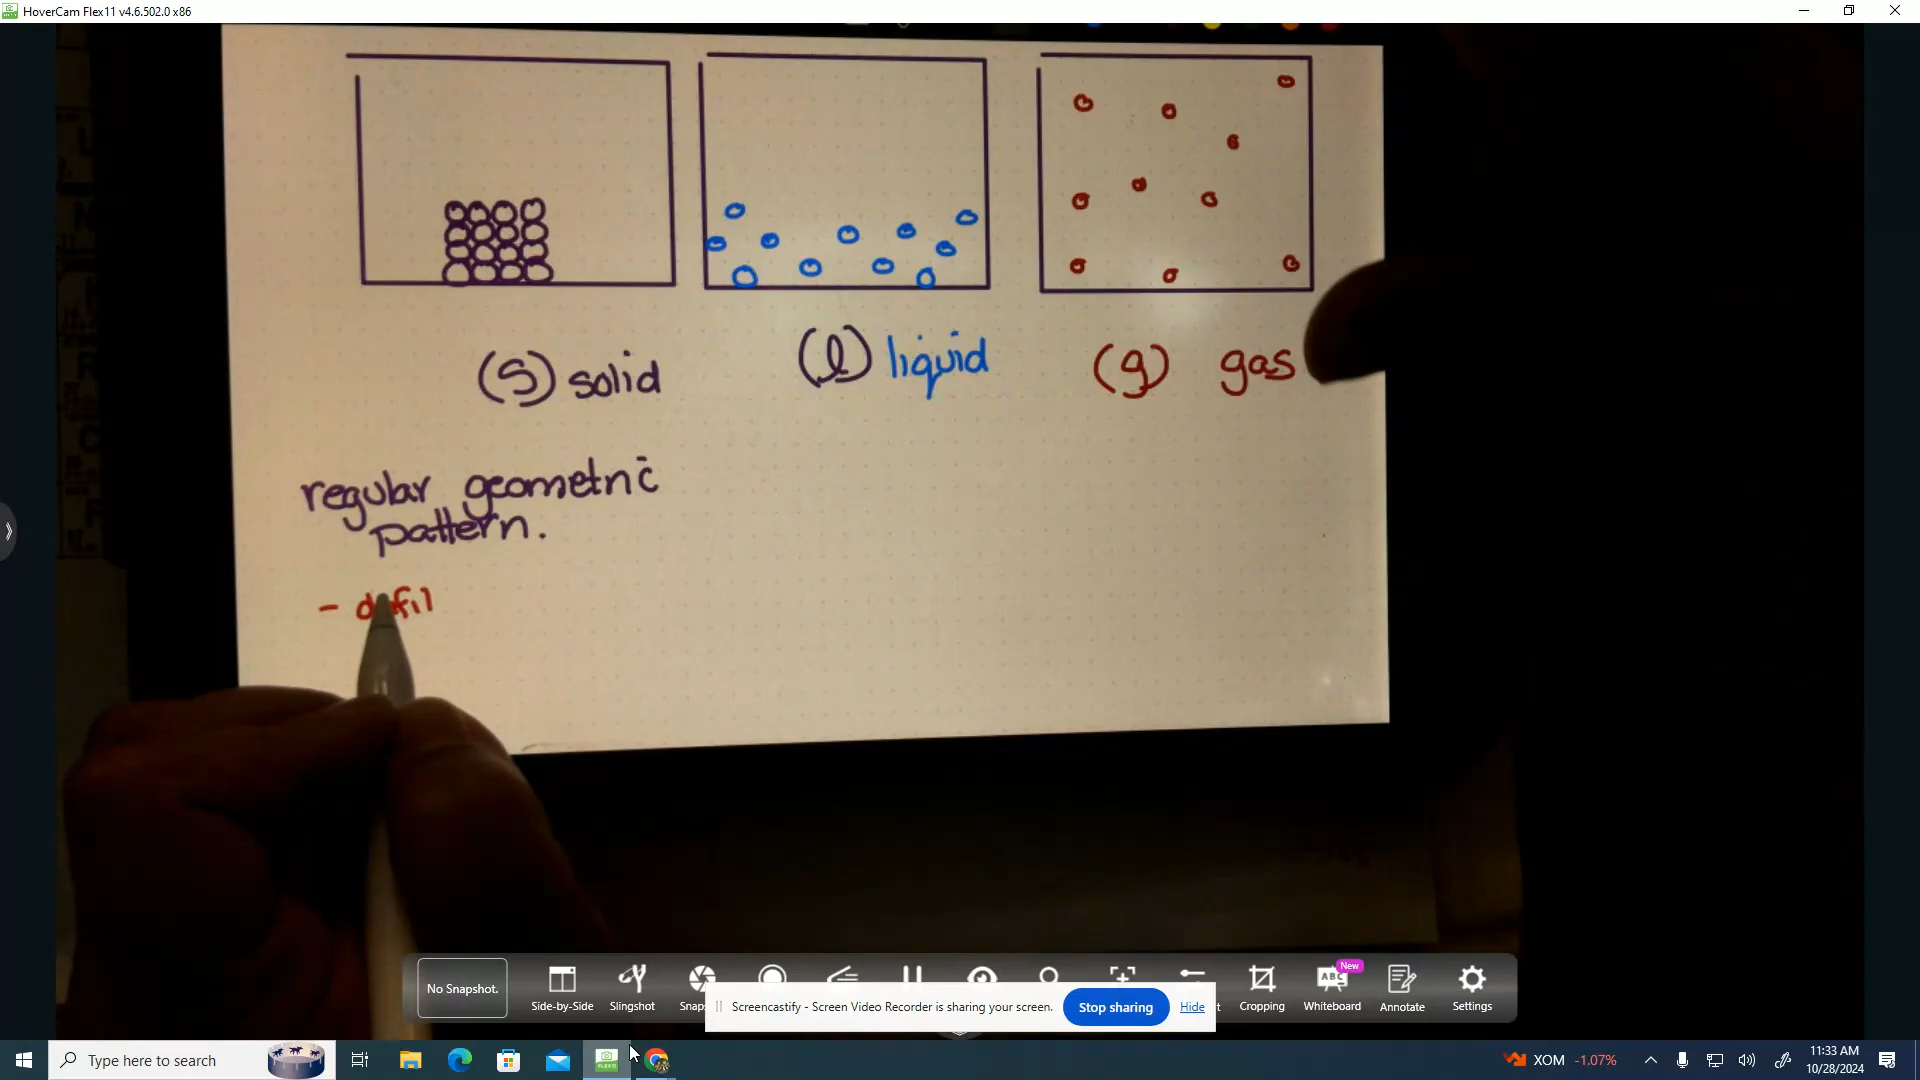 HoverCam Flex11 v4.6.502.0 x86
(s) solid
(l) liquid
(g) gas
regular geometric
pattern.
No Snapshot.
Side-by-Side
Slingshot
Screencastify - Screen Video Recorder is sharing your screen.
Stop sharing
Hide
Cropping
New
ABC
Whiteboard
Annotate
Settings
Type here to search
FLEX11
XOM -1.07%
11:33 AM
10/28/2024